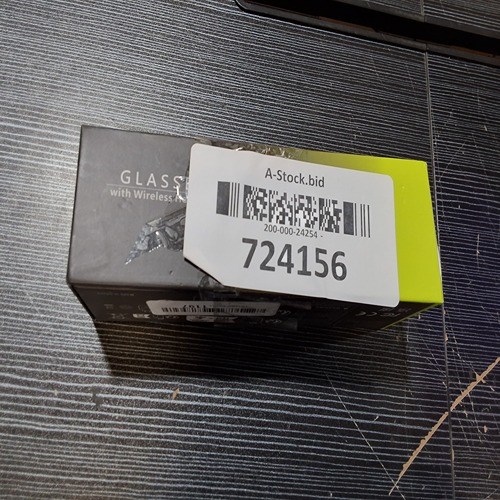 GLASS
with Wireless
A-Stock.bid
200-000-24254 -
724156